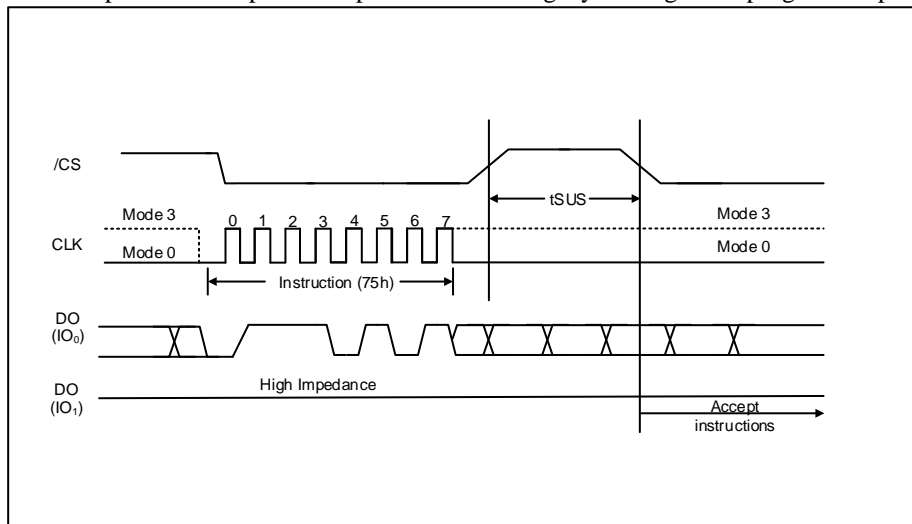 /CS
tSUS
Mode 3
0 1 2 3 4 5 6 7
Mode 3
CLK
Mode 0
Mode 0
Instruction (75h)
DO
(IO0)
High Impedance
DO
(IO1)
Accept
instructions